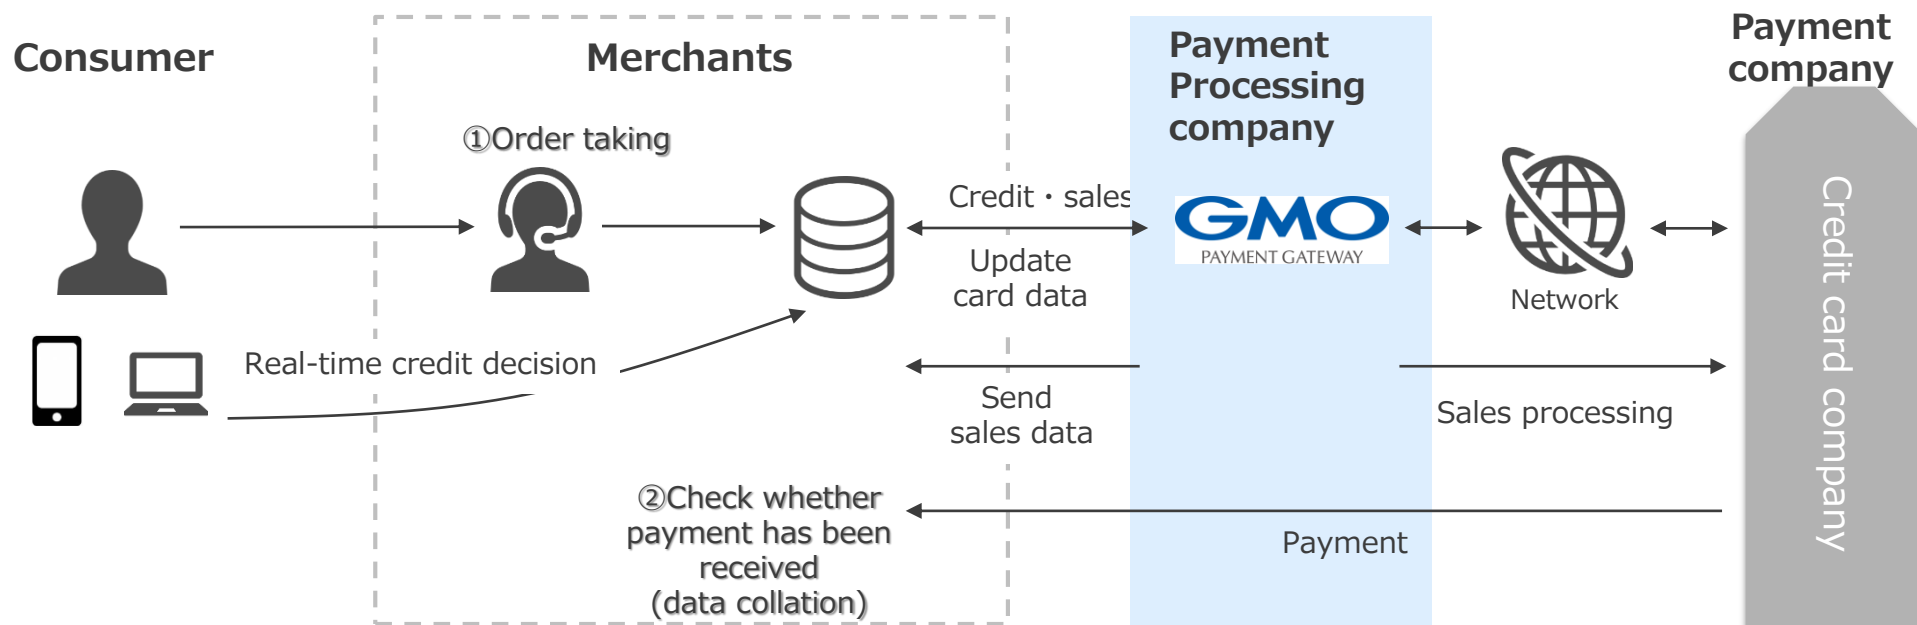 Consumer
Merchants
Payment
Processing
company
Payment
company
①Order taking
Credit・sales
Update
card data
GMO
PAYMENT GATEWAY
Network
Credit card company
Real-time credit decision
Send
sales data
Sales processing
②Check whether
payment has been
received
(data collation)
Payment